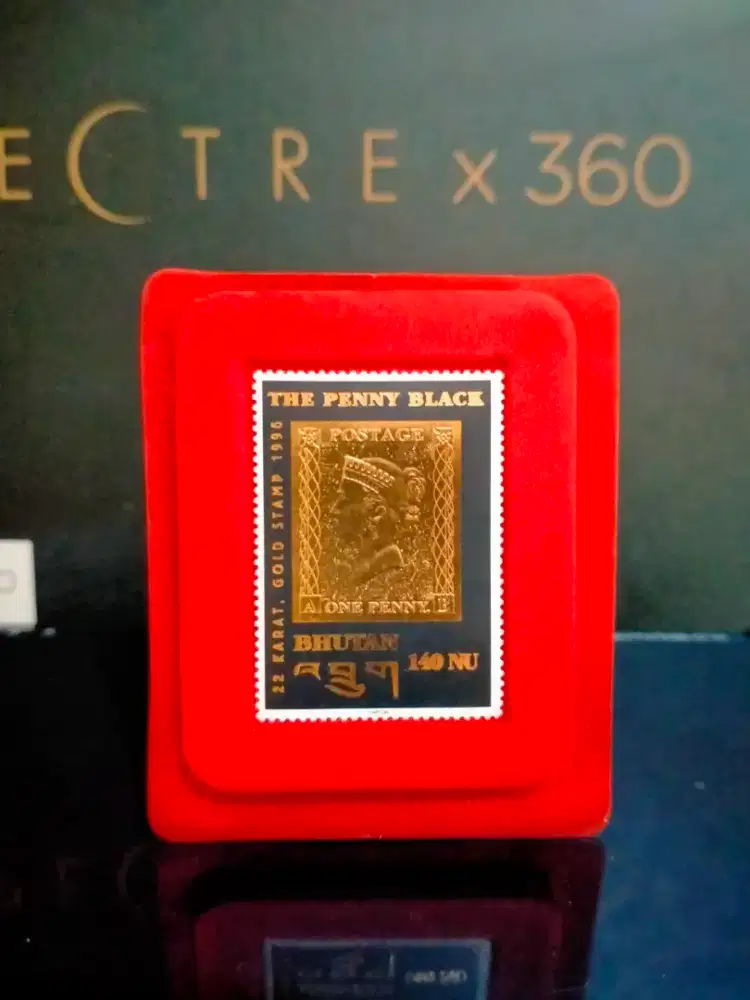 ECTRE x 360
THE PENNY BLACK
22 KARAT, GOLD STAMP 1996
POSTAGE
A ONE PENNY. B
BHUTAN
འབྲུག
140 NU